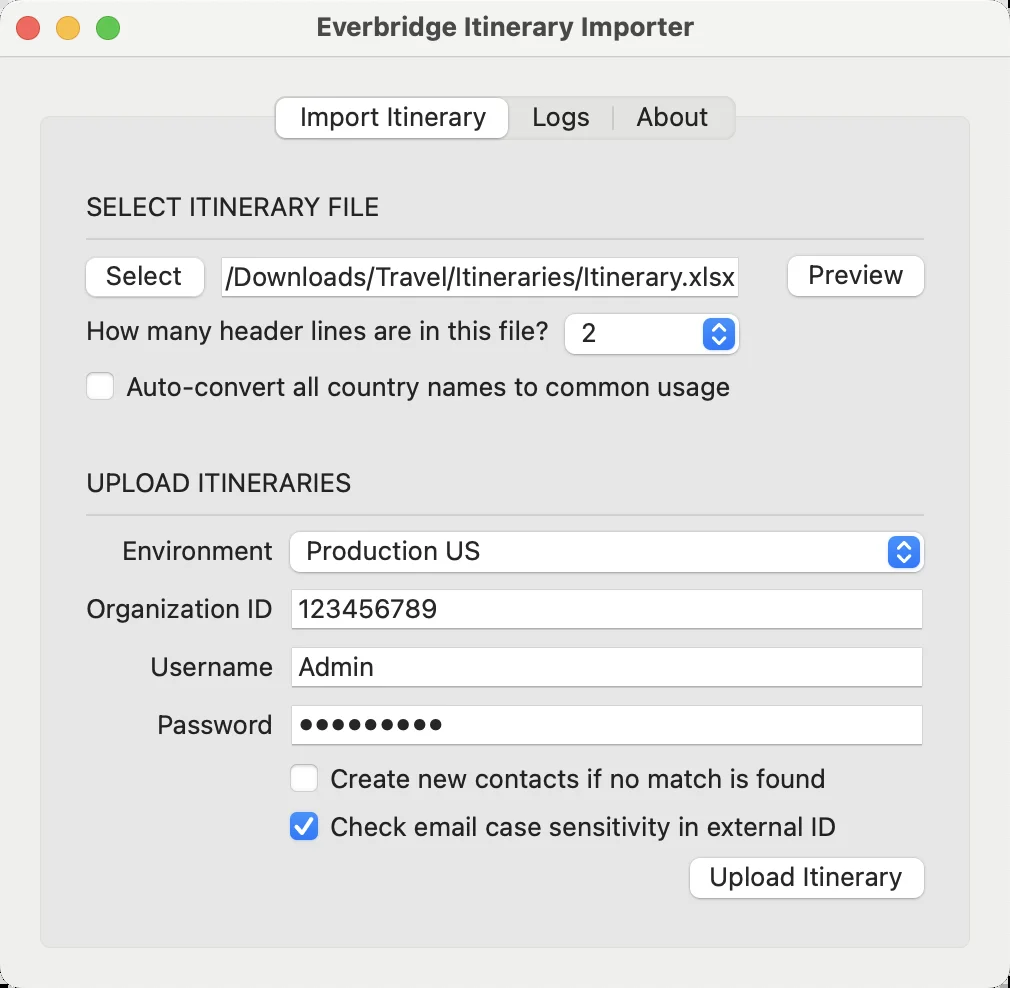 Everbridge Itinerary Importer
Import Itinerary Logs About
SELECT ITINERARY FILE
Select /Downloads/Travel/Itineraries/Itinerary.xlsx Preview
How many header lines are in this file? 2
Auto-convert all country names to common usage
UPLOAD ITINERARIES
Environment Production US
Organization ID 123456789
Username Admin
Password •••••••••
Create new contacts if no match is found
Check email case sensitivity in external ID
Upload Itinerary